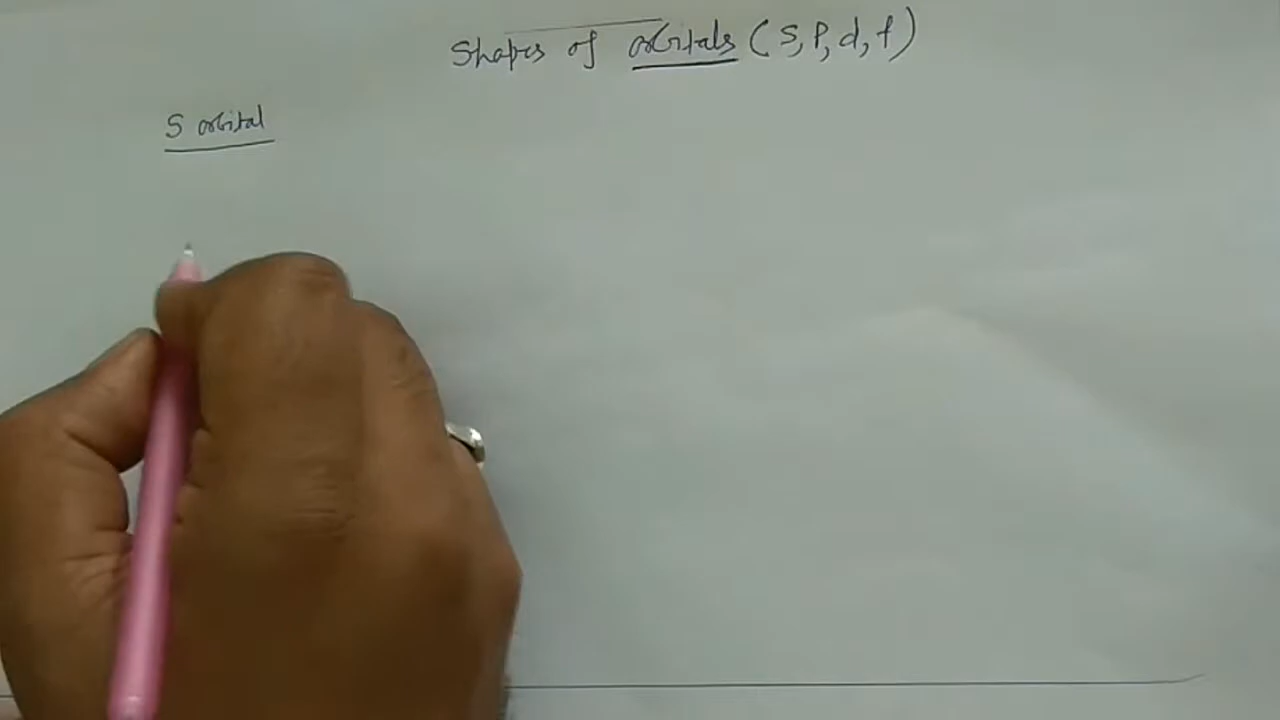 Shapes of orbitals (S, P, d, f)
S orbital